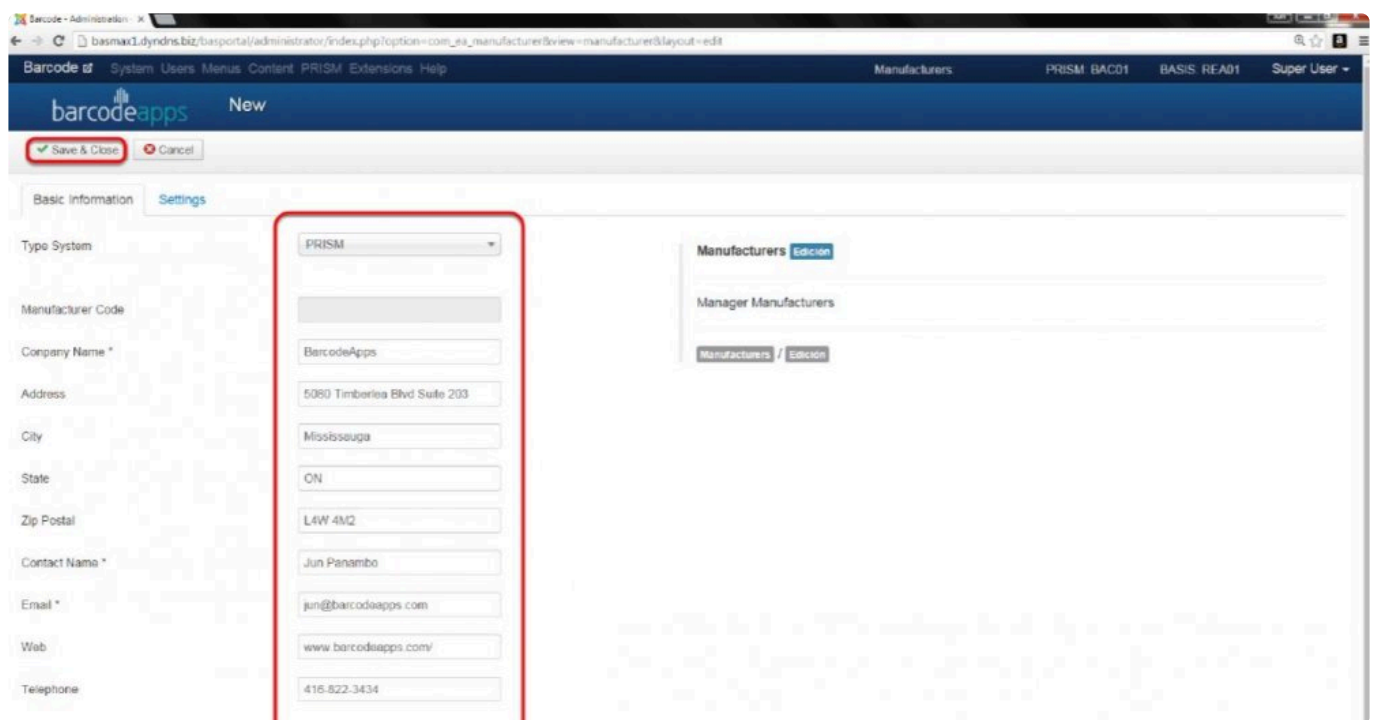 Barcode - Administration
basmax1.dyndns.biz/basportal/administrator/index.php?option=com_ea_manufacturer&view=manufacturer&layout=edit
Barcode System Users Menus Content PRISM Extensions Help Manufacturers PRISM: BAC01 BASIS: REA01 Super User
barcodeapps New
Save & Close Cancel
Basic Information Settings
Type System PRISM
Manufacturers Edición
Manufacturer Code
Manager Manufacturers
Company Name * BarcodeApps
Manufacturers / Edición
Address 5080 Timberlea Blvd Suite 203
City Mississauga
State ON
Zip Postal L4W 4M2
Contact Name * Jun Panambo
Email * jun@barcodeapps.com
Web www.barcodeapps.com/
Telephone 416-822-3434